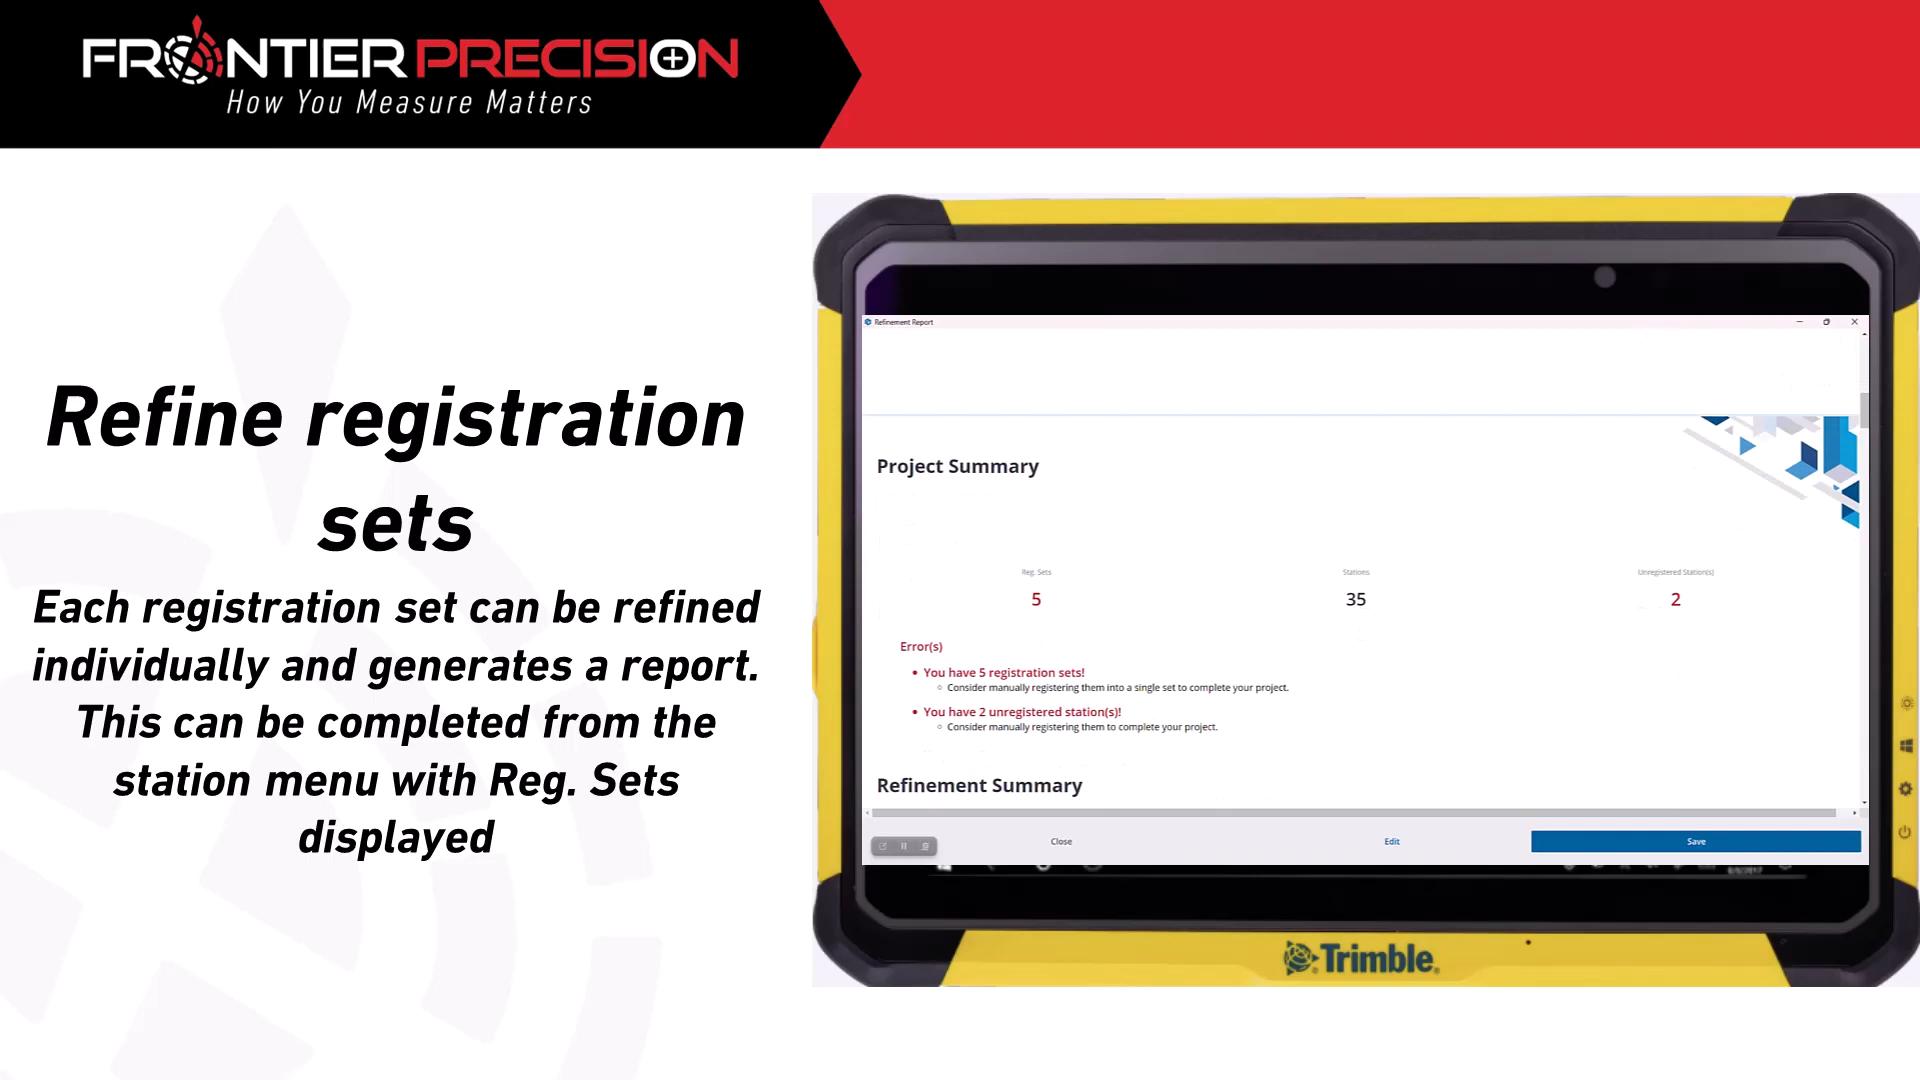 FRONTIER PRECISION
How You Measure Matters
Refine registration
sets
Each registration set can be refined
individually and generates a report.
This can be completed from the
station menu with Reg. Sets
displayed
Refinement Report
Project Summary
Reg. Sets
Stations
Unregistered Station(s)
5
35
2
Error(s)
You have 5 registration sets!
Consider manually registering them into a single set to complete your project.
You have 2 unregistered station(s)!
Consider manually registering them to complete your project.
Refinement Summary
Close
Edit
Save
Trimble